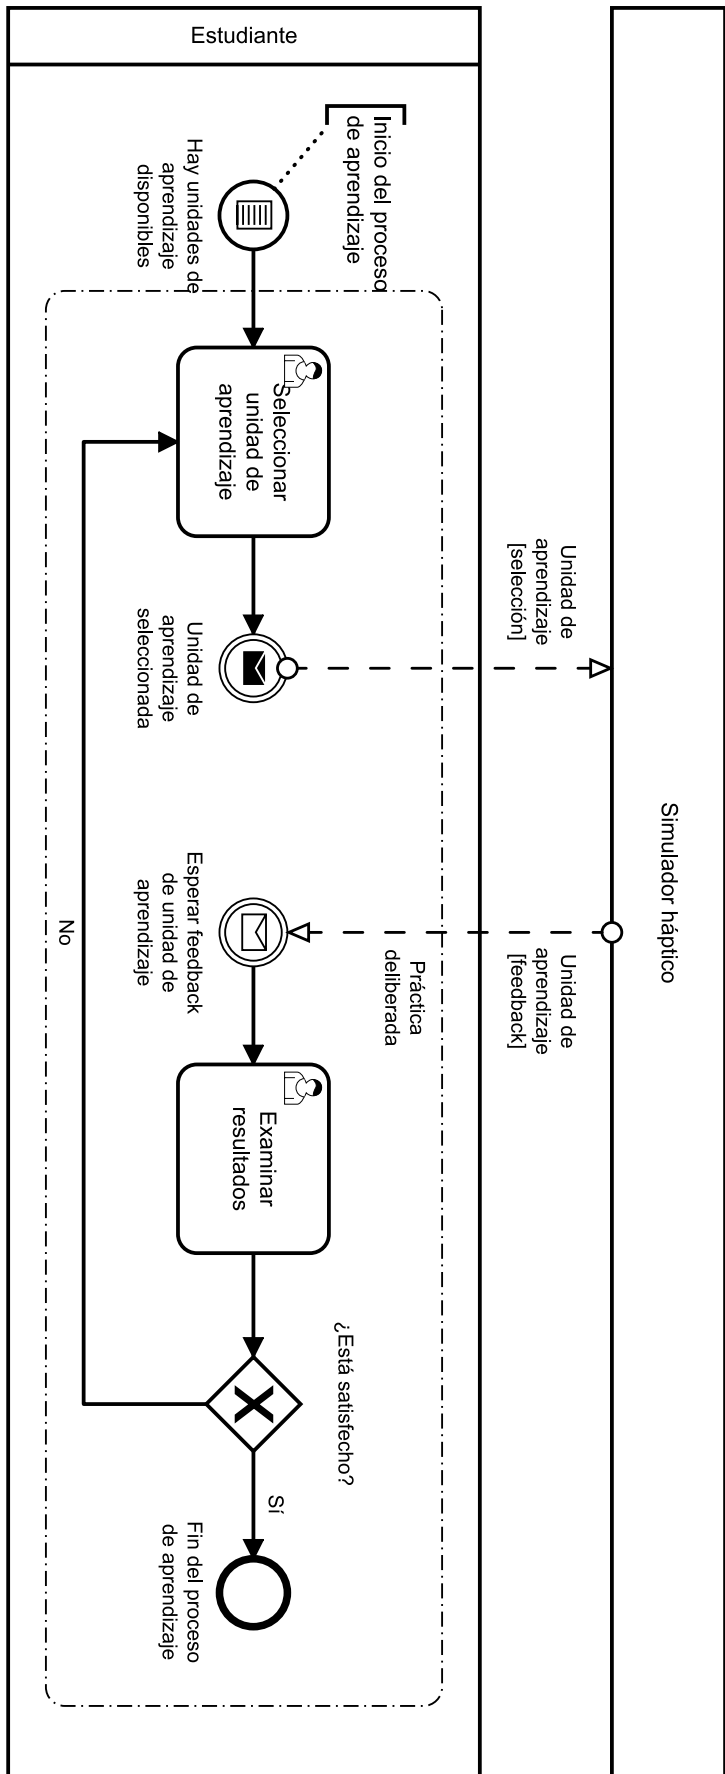 Estudiante
Inicio del proceso
de aprendizaje
Hay unidades de
aprendizaje
disponibles
Seleccionar
unidad de
aprendizaje
Unidad de
aprendizaje
[selección]
Unidad de
aprendizaje
seleccionada
Simulador háptico
Esperar feedback
de unidad de
aprendizaje
Unidad de
aprendizaje
[feedback]
Práctica
deliberada
No
Examinar
resultados
¿Está satisfecho?
Sí
Fin del proceso
de aprendizaje